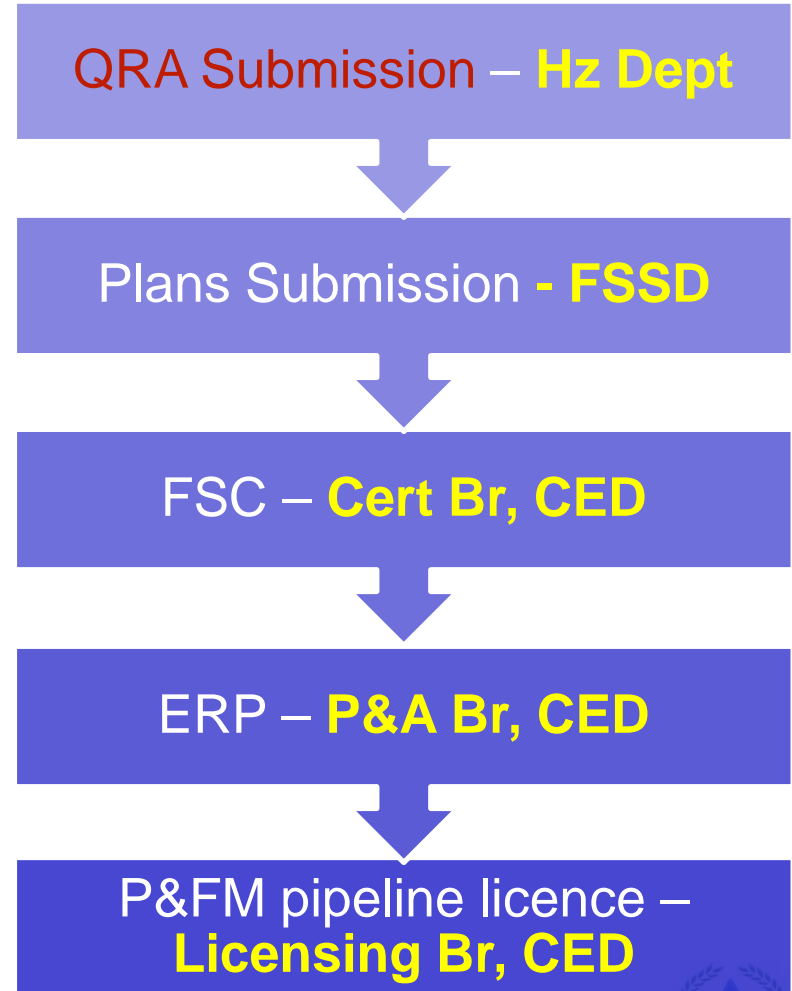 QRA Submission – Hz Dept
Plans Submission - FSSD
FSC – Cert Br, CED
ERP – P&A Br, CED
P&FM pipeline licence –
Licensing Br, CED